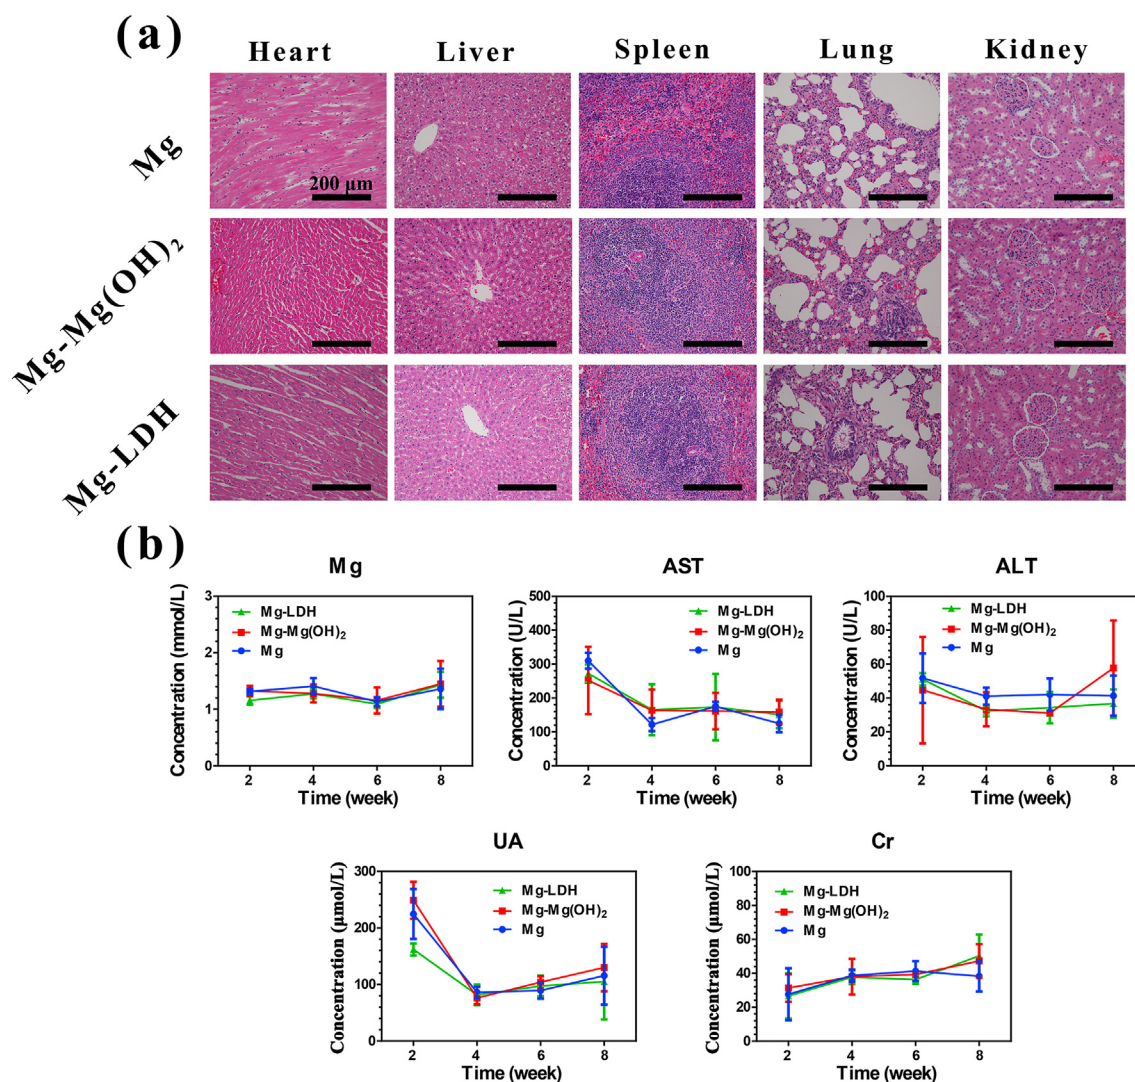 (a)
Heart Liver Spleen Lung Kidney
Mg
200 μm
Mg-Mg(OH)₂
Mg-LDH
(b)
Mg
Concentration (mmol/L)
3
2
1
0
Mg-LDH
Mg-Mg(OH)₂
Mg
2 4 6 8
Time (week)
AST
Concentration (U/L)
500
400
300
200
100
0
Mg-LDH
Mg-Mg(OH)₂
Mg
2 4 6 8
Time (week)
ALT
Concentration (U/L)
100
80
60
40
20
0
Mg-LDH
Mg-Mg(OH)₂
Mg
2 4 6 8
Time (week)
UA
Concentration (μmol/L)
300
200
100
0
Mg-LDH
Mg-Mg(OH)₂
Mg
2 4 6 8
Time (week)
Cr
Concentration (μmol/L)
100
80
60
40
20
0
Mg-LDH
Mg-Mg(OH)₂
Mg
2 4 6 8
Time (week)